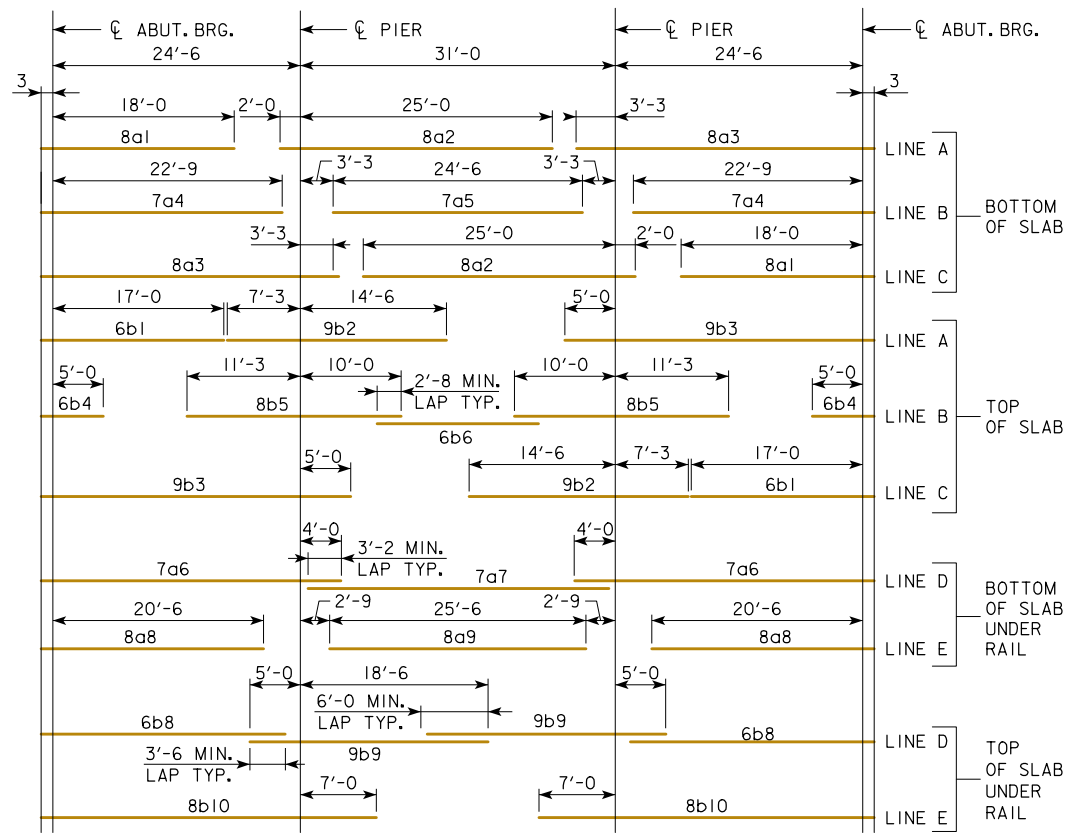 ℄ ABUT. BRG.
℄ PIER
℄ PIER
℄ ABUT. BRG.
24'-6
31'-0
24'-6
3
3
18'-0
2'-0
25'-0
3'-3
8a1
8a2
8a3
LINE A
22'-9
3'-3
24'-6
3'-3
22'-9
7a4
7a5
7a4
LINE B
BOTTOM
OF SLAB
3'-3
25'-0
2'-0
18'-0
8a3
8a2
8a1
LINE C
17'-0
7'-3
14'-6
5'-0
6b1
9b2
9b3
LINE A
5'-0
11'-3
10'-0
2'-8 MIN.
LAP TYP.
10'-0
11'-3
5'-0
6b4
8b5
8b5
6b4
LINE B
6b6
TOP
OF SLAB
5'-0
14'-6
7'-3
17'-0
9b3
9b2
6b1
LINE C
4'-0
4'-0
3'-2 MIN.
LAP TYP.
7a6
7a7
7a6
LINE D
BOTTOM
OF SLAB
UNDER
RAIL
20'-6
2'-9
25'-6
2'-9
20'-6
8a8
8a9
8a8
LINE E
5'-0
18'-6
5'-0
6'-0 MIN.
LAP TYP.
6b8
9b9
9b9
6b8
LINE D
3'-6 MIN.
LAP TYP.
TOP
OF SLAB
UNDER
RAIL
7'-0
7'-0
8b10
8b10
LINE E